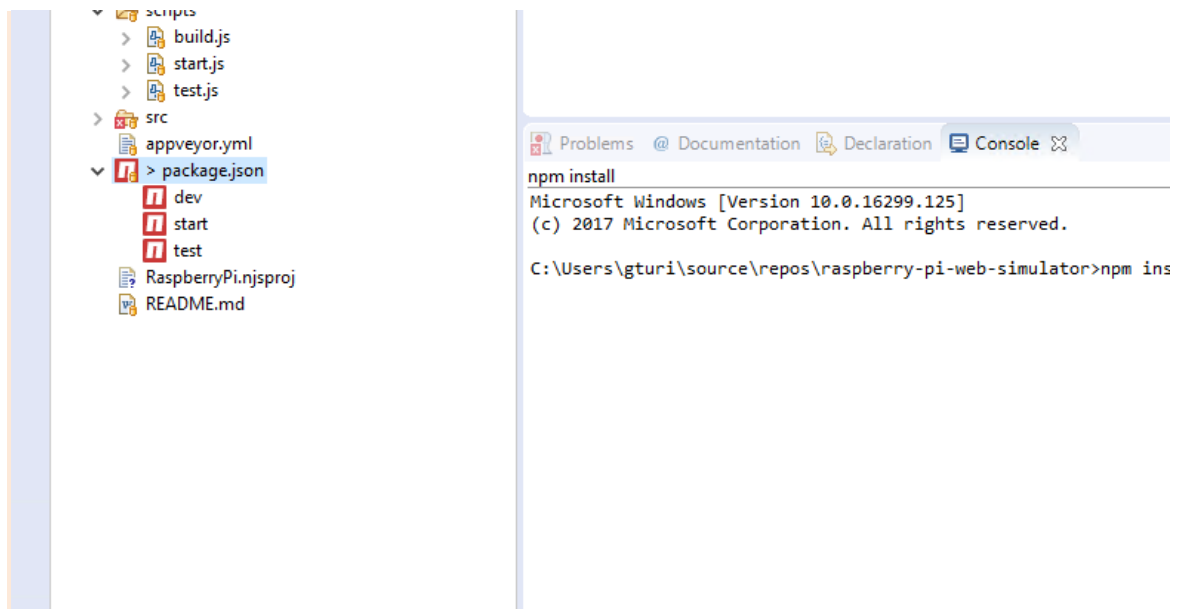 scripts
build.js
start.js
test.js
src
appveyor.yml
> package.json
dev
start
test
RaspberryPi.njsproj
README.md
Problems @ Documentation Declaration Console
npm install
Microsoft Windows [Version 10.0.16299.125]
(c) 2017 Microsoft Corporation. All rights reserved.
C:\Users\gturi\source\repos\raspberry-pi-web-simulator>npm ins